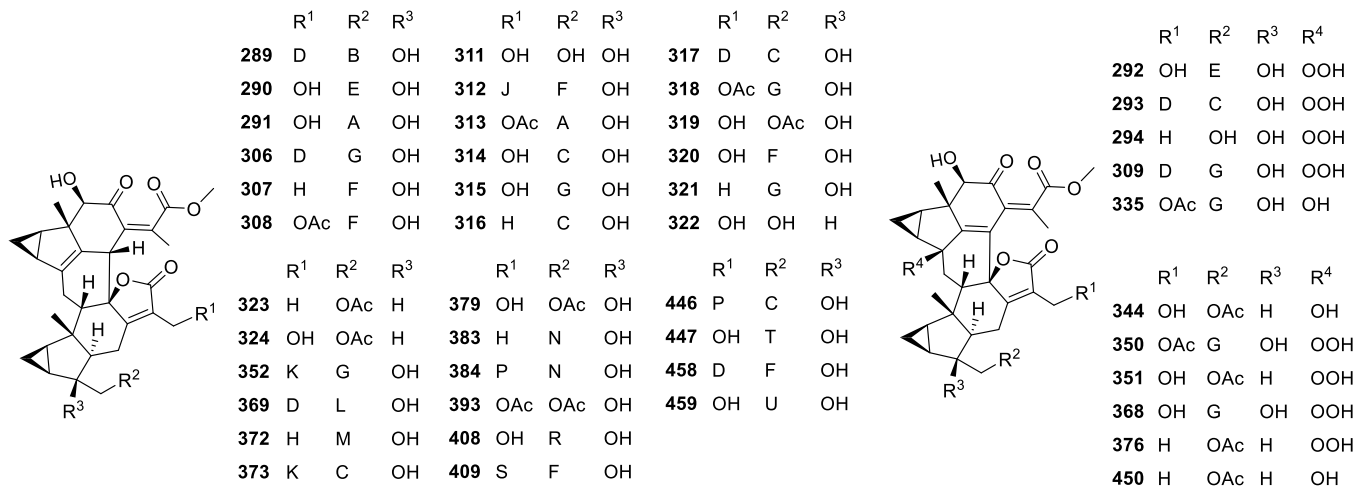 R¹ R² R³
289 D B OH
290 OH E OH
291 OH A OH
306 D G OH
307 H F OH
308 OAc F OH
R¹ R² R³
311 OH OH OH
312 J F OH
313 OAc A OH
314 OH C OH
315 OH G OH
316 H C OH
R¹ R² R³
317 D C OH
318 OAc G OH
319 OH OAc OH
320 OH F OH
321 H G OH
322 OH OH H
R¹ R² R³
323 H OAc H
324 OH OAc H
352 K G OH
369 D L OH
372 H M OH
373 K C OH
R¹ R² R³
379 OH OAc OH
383 H N OH
384 P N OH
393 OAc OAc OH
408 OH R OH
409 S F OH
R¹ R² R³
446 P C OH
447 OH T OH
458 D F OH
459 OH U OH
HO
O
O
O
H
H
O
O
H
R¹
R²
R³
HO
O
O
O
R⁴
H
O
O
H
R¹
R²
R³
R¹ R² R³ R⁴
292 OH E OH OOH
293 D C OH OOH
294 H OH OH OOH
309 D G OH OOH
335 OAc G OH OH
R¹ R² R³ R⁴
344 OH OAc H OH
350 OAc G OH OOH
351 OH OAc H OOH
368 OH G OH OOH
376 H OAc H OOH
450 H OAc H OH